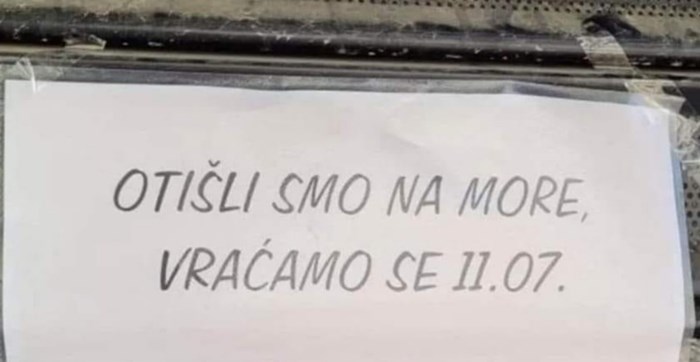 OTIŠLI SMO NA MORE,
VRAĆAMO SE 11.07.